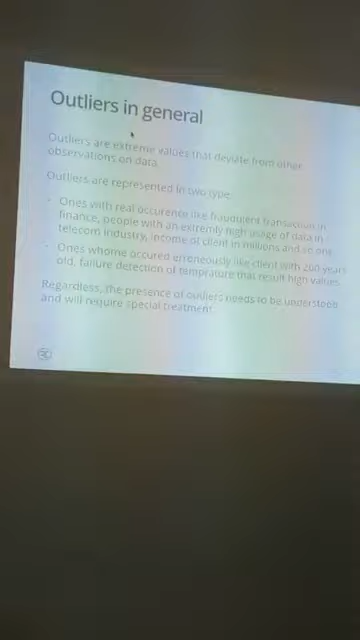 Outliers in general
Outliers are extreme values that deviate from other
observations on data.
Outliers are represented in two type:
Ones with real occurence like fraudulent transaction in
finance, people with an extremly high usage of data in
telecom industry, income of client in millions and so one.
Ones whome occured erroneously like client with 200 years
old, failure detection of temprature that result high values.
Regardless, the presence of outliers needs to be understood
and will require special treatment.